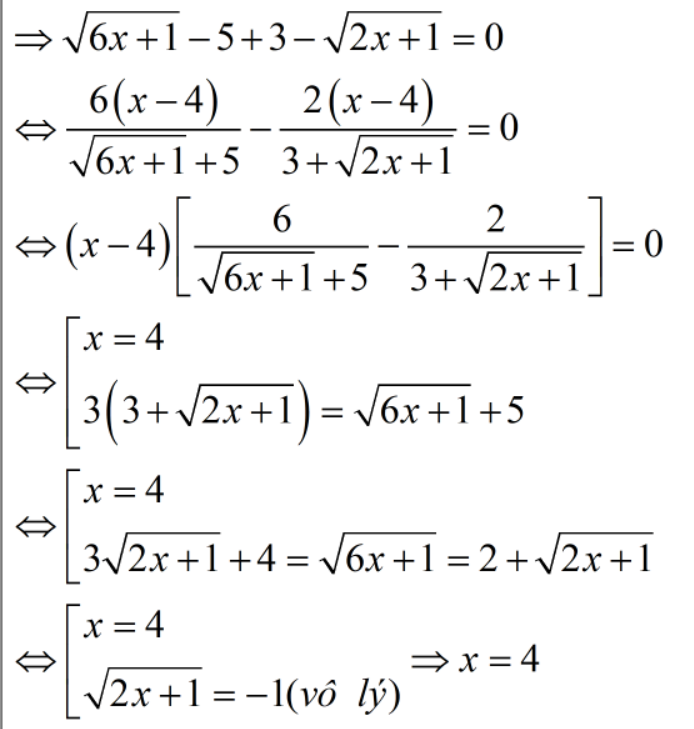 ⇒ √(6x+1) − 5 + 3 − √(2x+1) = 0
⇔ 6(x−4)/(√(6x+1) + 5) − 2(x−4)/(3 + √(2x+1)) = 0
⇔ (x−4)[6/(√(6x+1) + 5) − 2/(3 + √(2x+1))] = 0
⇔ [ x = 4
3(3 + √(2x+1)) = √(6x+1) + 5
⇔ [ x = 4
3√(2x+1) + 4 = √(6x+1) = 2 + √(2x+1)
⇔ [ x = 4
√(2x+1) = −1(vô lý) ⇒ x = 4